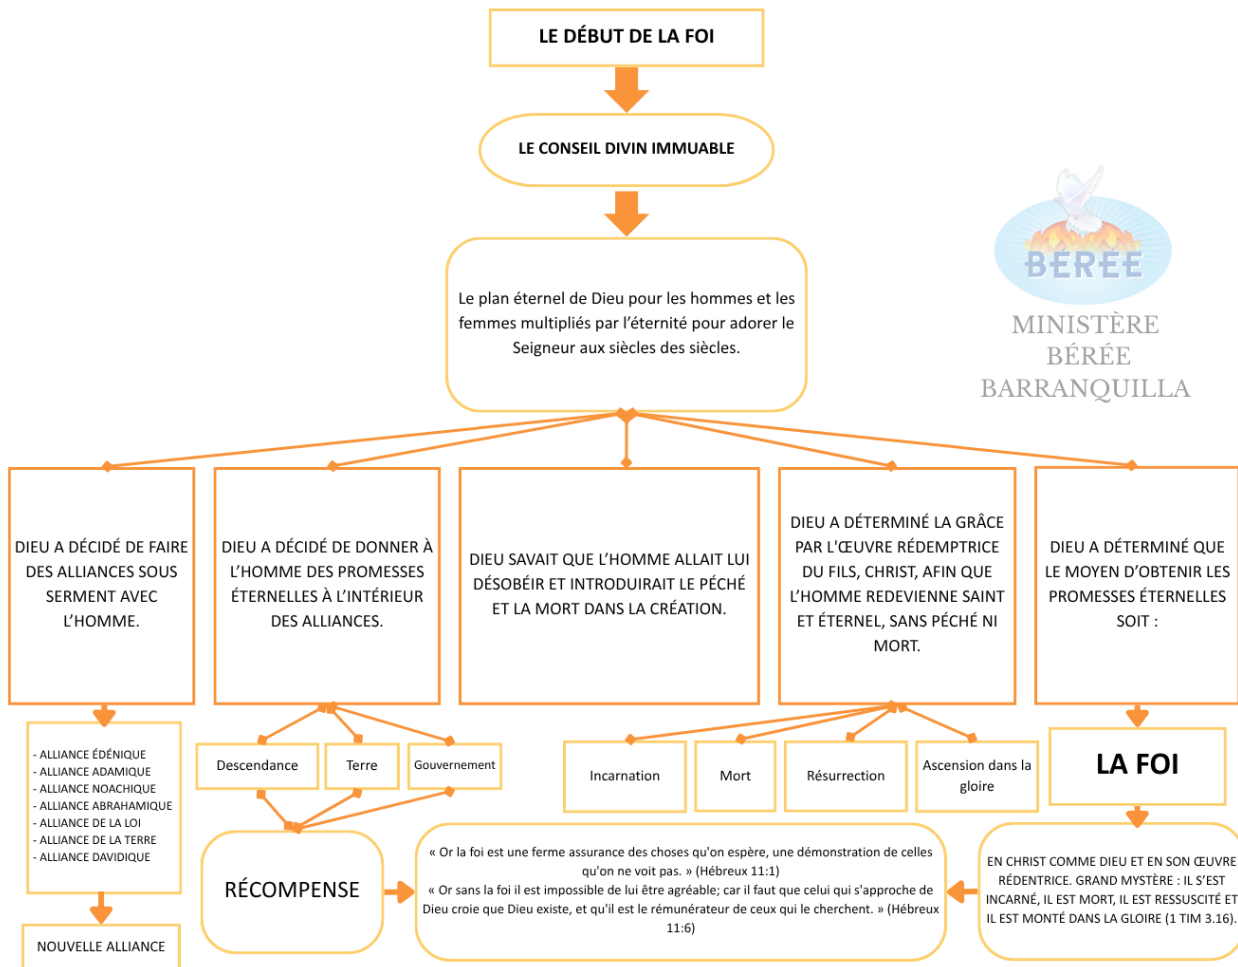 LE DÉBUT DE LA FOI
LE CONSEIL DIVIN IMMUABLE
Le plan éternel de Dieu pour les hommes et les
femmes multipliés par l’éternité pour adorer le
Seigneur aux siècles des siècles.
BÉRÉE
MINISTÈRE
BÉRÉE
BARRANQUILLA
DIEU A DÉCIDÉ DE FAIRE
DES ALLIANCES SOUS
SERMENT AVEC
L’HOMME.
DIEU A DÉCIDÉ DE DONNER À
L’HOMME DES PROMESSES
ÉTERNELLES À L’INTÉRIEUR
DES ALLIANCES.
DIEU SAVAIT QUE L’HOMME ALLAIT LUI
DÉSOBÉIR ET INTRODUIRAIT LE PÉCHÉ
ET LA MORT DANS LA CRÉATION.
DIEU A DÉTERMINÉ LA GRÂCE
PAR L'ŒUVRE RÉDEMPTRICE
DU FILS, CHRIST, AFIN QUE
L’HOMME REDEVIENNE SAINT
ET ÉTERNEL, SANS PÉCHÉ NI
MORT.
DIEU A DÉTERMINÉ QUE
LE MOYEN D’OBTENIR LES
PROMESSES ÉTERNELLES
SOIT :
- ALLIANCE ÉDÉNIQUE
- ALLIANCE ADAMIQUE
- ALLIANCE NOACHIQUE
- ALLIANCE ABRAHAMIQUE
- ALLIANCE DE LA LOI
- ALLIANCE DE LA TERRE
- ALLIANCE DAVIDIQUE
NOUVELLE ALLIANCE
Descendance
Terre
Gouvernement
RÉCOMPENSE
Incarnation
Mort
Résurrection
Ascension dans la
gloire
LA FOI
« Or la foi est une ferme assurance des choses qu'on espère, une démonstration de celles
qu'on ne voit pas. » (Hébreux 11:1)
« Or sans la foi il est impossible de lui être agréable; car il faut que celui qui s'approche de
Dieu croie que Dieu existe, et qu'il est le rémunérateur de ceux qui le cherchent. » (Hébreux
11:6)
EN CHRIST COMME DIEU ET EN SON ŒUVRE
RÉDENTRICE. GRAND MYSTÈRE : IL S’EST
INCARNÉ, IL EST MORT, IL EST RESSUSCITÉ ET
IL EST MONTÉ DANS LA GLOIRE (1 TIM 3.16).